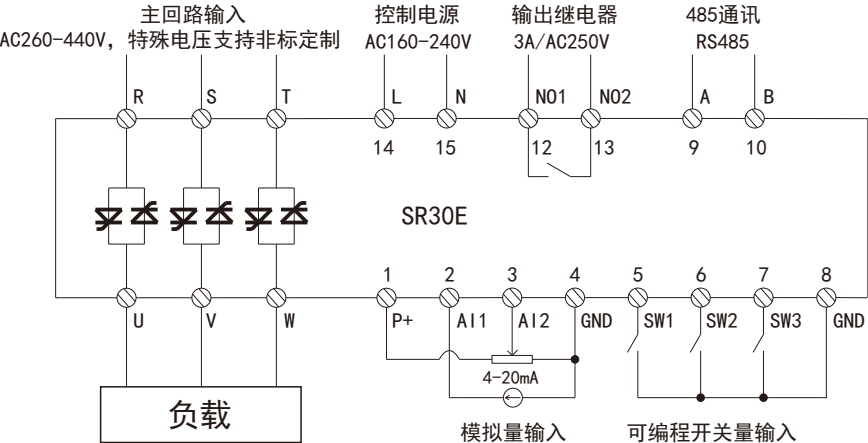 主回路输入 控制电源 输出继电器 485通讯
AC260-440V，特殊电压支持非标定制 AC160-240V 3A/AC250V RS485
R S T L N NO1 NO2 A B
14 15 12 13 9 10
SR30E
1 2 3 4 5 6 7 8
U V W P+ AI1 AI2 GND SW1 SW2 SW3 GND
4-20mA
负载
模拟量输入 可编程开关量输入